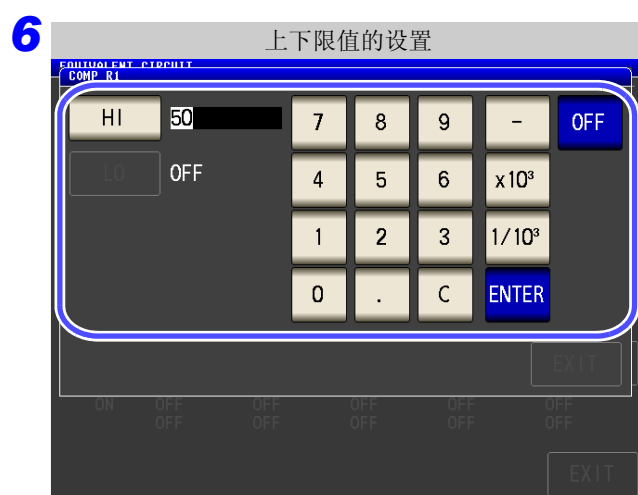 6
上下限值的设置
EQUIVALENT CIRCUIT
COMP R1
HI 50 7 8 9 - OFF
LO OFF 4 5 6 x10³
1 2 3 1/10³
0 . C ENTER
EXIT
ON OFF OFF OFF OFF OFF
OFF OFF OFF OFF OFF
EXIT